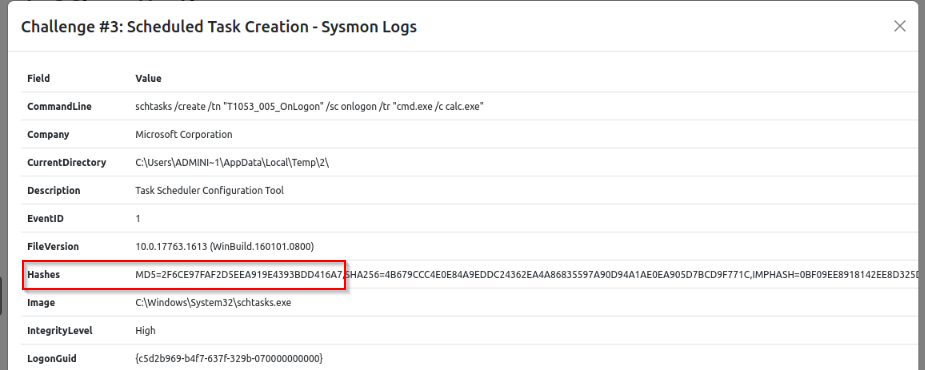 Challenge #3: Scheduled Task Creation - Sysmon Logs
Field Value
CommandLine schtasks /create /tn "T1053_005_OnLogon" /sc onlogon /tr "cmd.exe /c calc.exe"
Company Microsoft Corporation
CurrentDirectory C:\Users\ADMINI~1\AppData\Local\Temp\2\
Description Task Scheduler Configuration Tool
EventID 1
FileVersion 10.0.17763.1613 (WinBuild.160101.0800)
Hashes MD5=2F6CE97FAF2D5EEA919E4393BDD416A7,SHA256=4B679CCC4E0E84A9EDDC24362EA4A86835597A90D94A1AE0EA905D7BCD9F771C,IMPHASH=0BF09EE8918142EE8D325D
Image C:\Windows\System32\schtasks.exe
IntegrityLevel High
LogonGuid {c5d2b969-b4f7-637f-329b-070000000000}